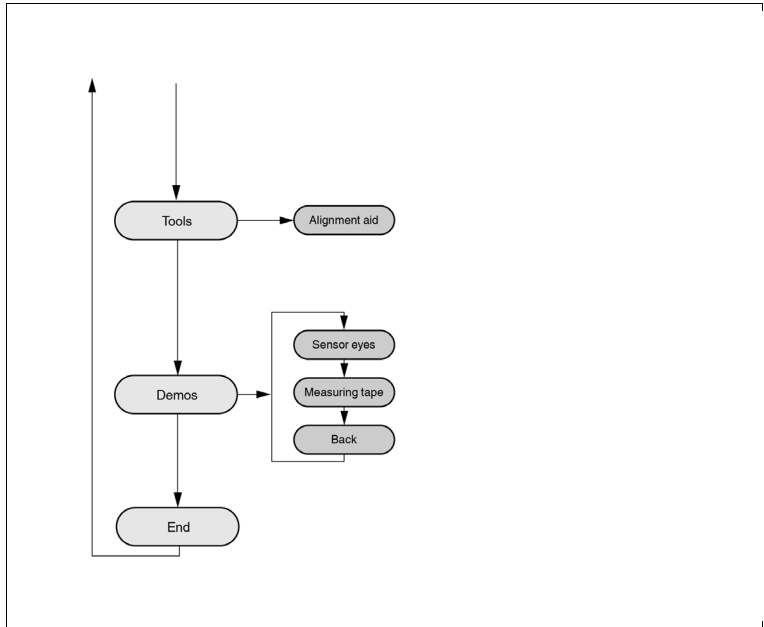 Tools
Alignment aid
Sensor eyes
Demos
Measuring tape
Back
End